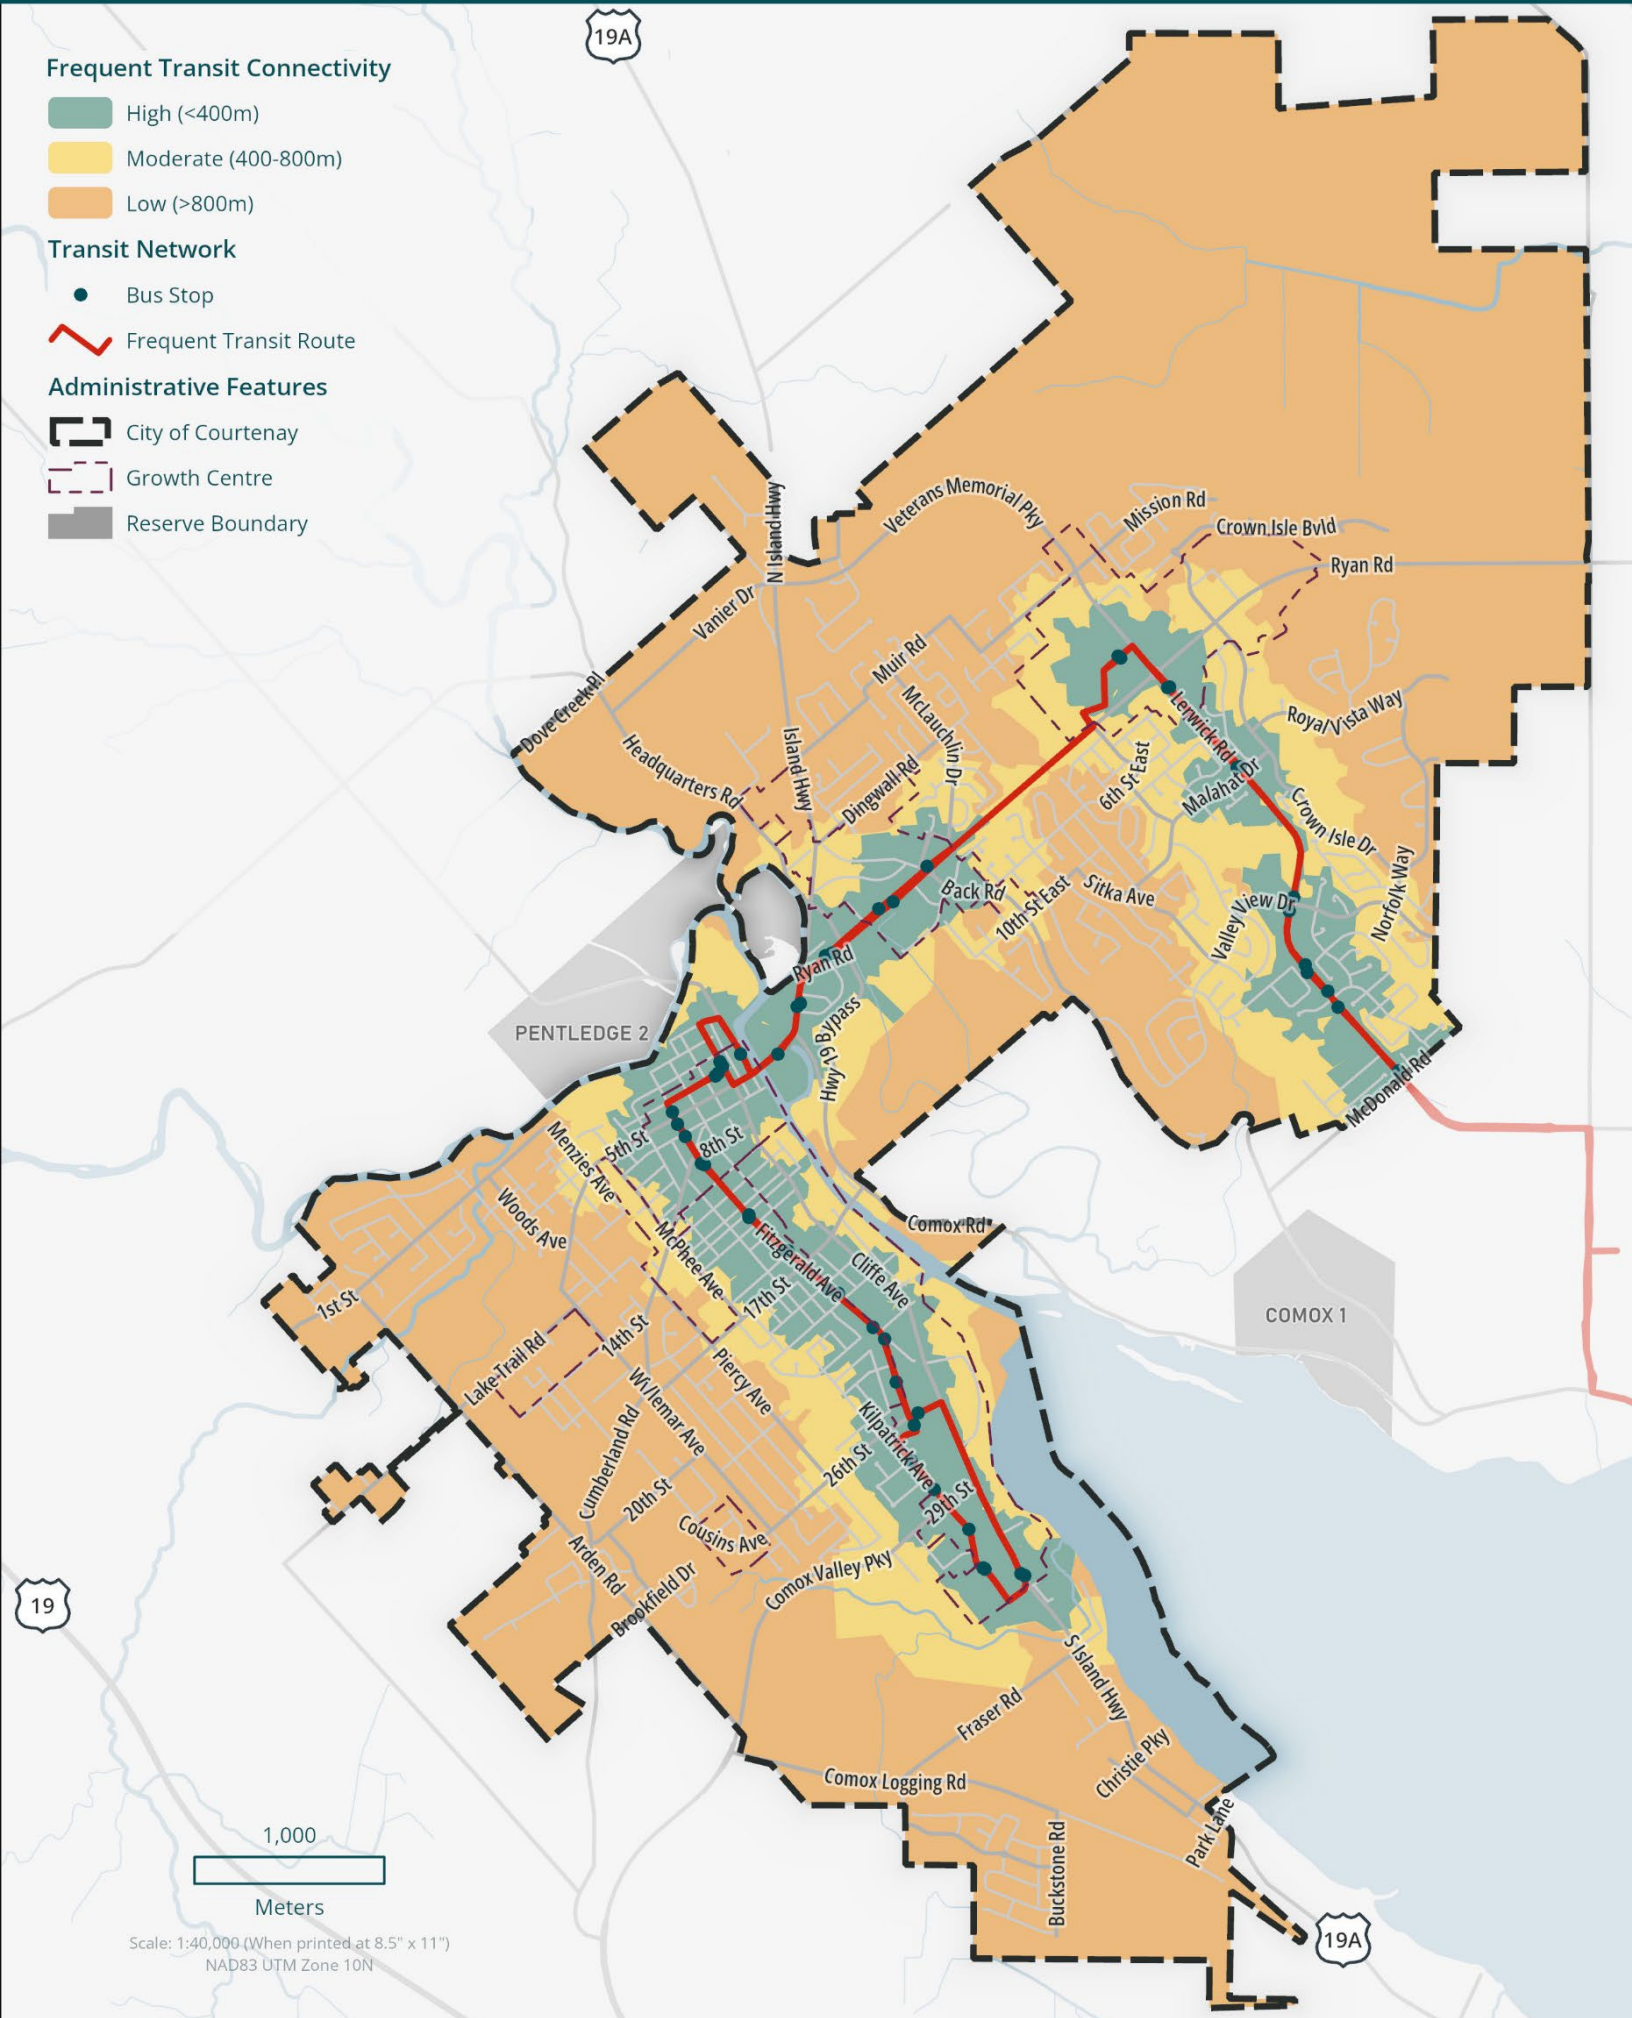 19A
Frequent Transit Connectivity
High (<400m)
Moderate (400-800m)
Low (>800m)
Transit Network
Bus Stop
Frequent Transit Route
Administrative Features
City of Courtenay
Growth Centre
Reserve Boundary
N Island Hwy
Veterans Memorial Pky
Mission Rd
Crown Isle Bvld
Ryan Rd
Vanier Dr
Muir Rd
Dove Creek Pl
McLauchlin Dr
Lerwick Rd
Royal Vista Way
Headquarters Rd
Island Hwy
Dingwall Rd
6th St East
Malahat Dr
Crown Isle Dr
Back Rd
10th St East
Sitka Ave
Valley View Dr
Norfolk Way
Ryan Rd
PENTLEDGE 2
Hwy 19 Bypass
McDonald Rd
Menzies Ave
5th St
8th St
Woods Ave
McPhee Ave
Fitzgerald Ave
Cliffe Ave
Comox Rd
1st St
17th St
COMOX 1
Lake Trail Rd
14th St
Willemar Ave
Piercy Ave
Kilpatrick Ave
Cumberland Rd
26th St
20th St
29th St
Cousins Ave
Arden Rd
Comox Valley Pky
Brookfield Dr
19
S Island Hwy
Fraser Rd
Christie Pky
Comox Logging Rd
Park Lane
Buckstone Rd
1,000
Meters
Scale: 1:40,000 (When printed at 8.5" x 11")
NAD83 UTM Zone 10N
19A